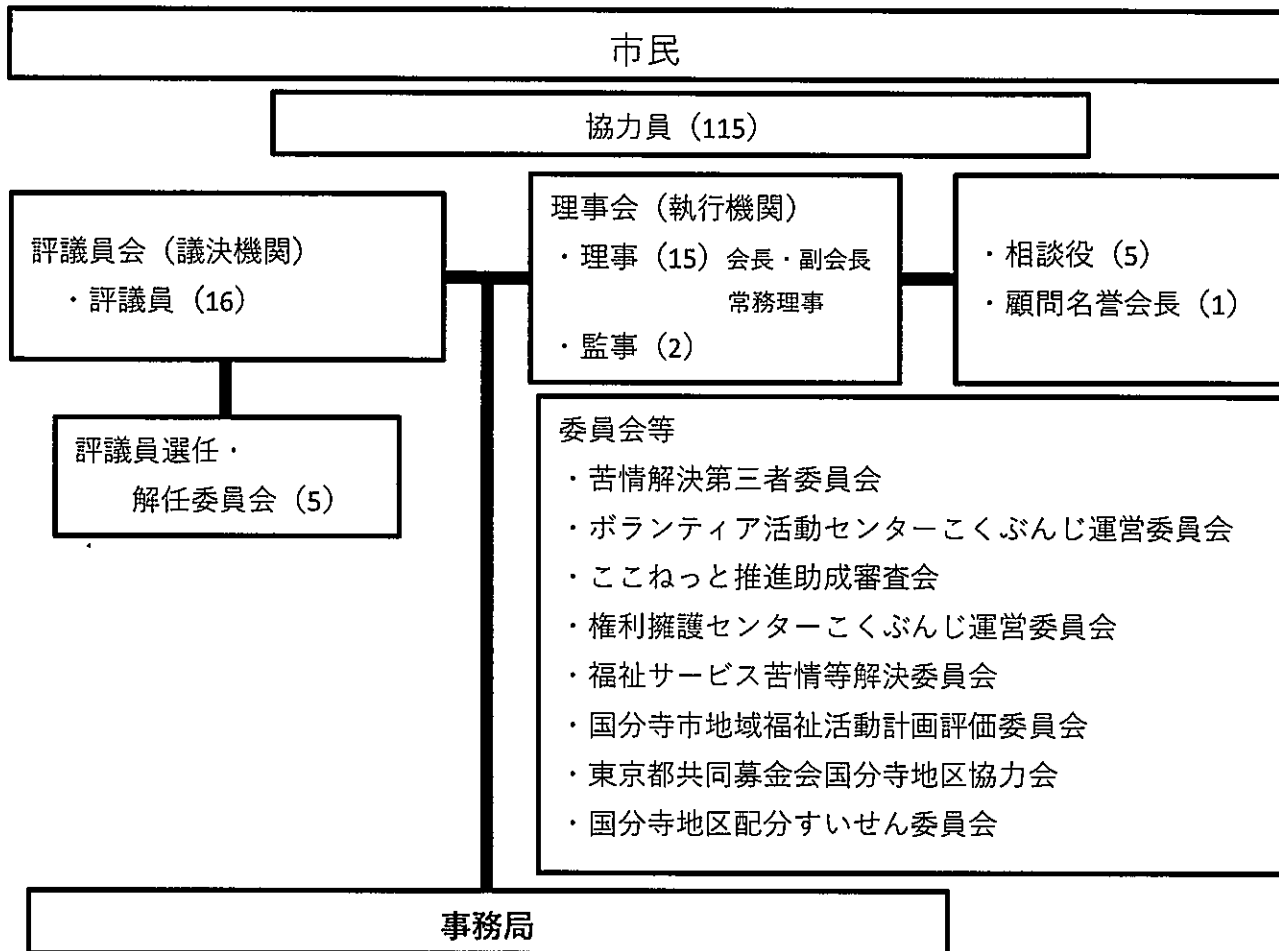 市民
協力員（115）
評議員会（議決機関）
・評議員（16）
理事会（執行機関）
・理事（15）会長・副会長
常務理事
・監事（2）
・相談役（5）
・顧問名誉会長（1）
評議員選任・
解任委員会（5）
委員会等
・苦情解決第三者委員会
・ボランティア活動センターこくぶんじ運営委員会
・ここねっと推進助成審査会
・権利擁護センターこくぶんじ運営委員会
・福祉サービス苦情等解決委員会
・国分寺市地域福祉活動計画評価委員会
・東京都共同募金会国分寺地区協力会
・国分寺地区配分すいせん委員会
事務局